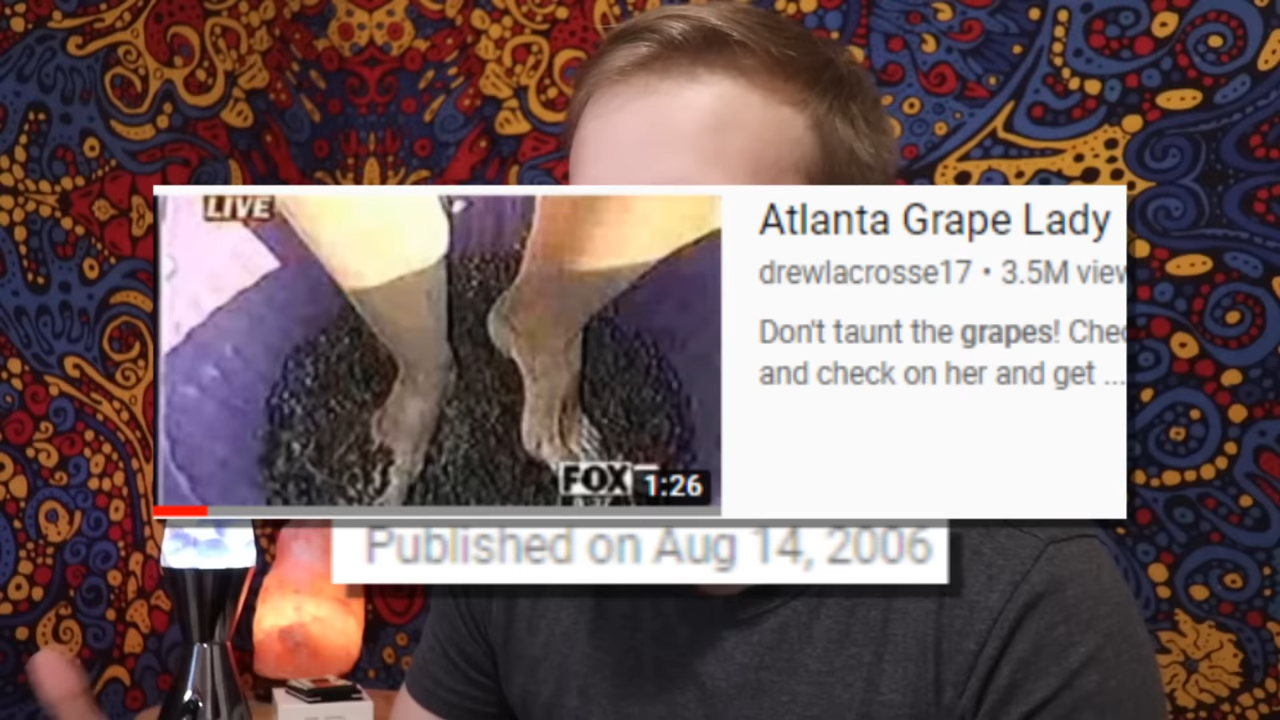 LIVE
Atlanta Grape Lady
drewlacrosse17 • 3.5M view
Don't taunt the grapes! Chec
and check on her and get ...
FOX
1:26
Published on Aug 14, 2006